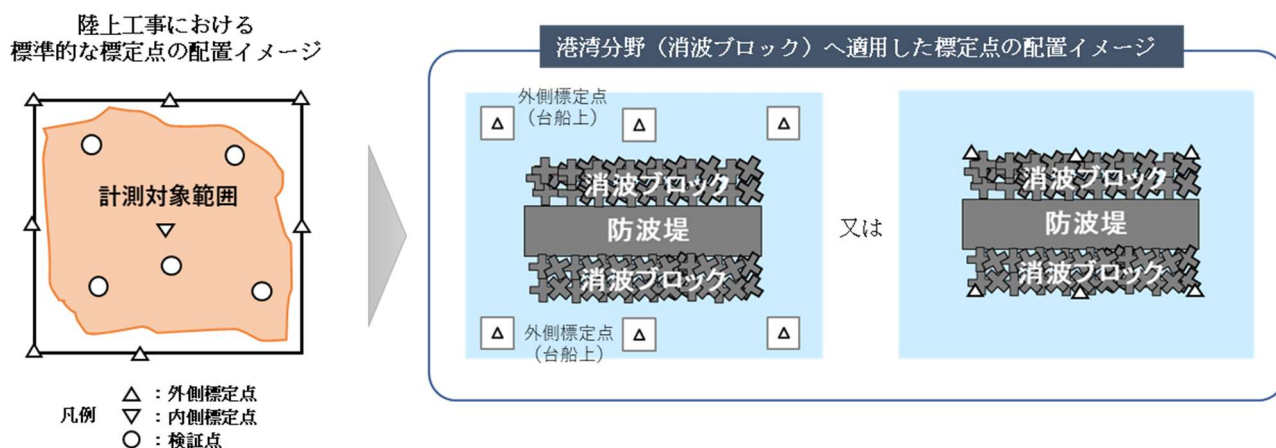 陸上工事における
標準的な標定点の配置イメージ
計測対象範囲
凡例
△ ：外側標定点
▽ ：内側標定点
○ ：検証点
港湾分野（消波ブロック）へ適用した標定点の配置イメージ
外側標定点
（台船上）
消波ブロック
防波堤
消波ブロック
外側標定点
（台船上）
又は
消波ブロック
防波堤
消波ブロック